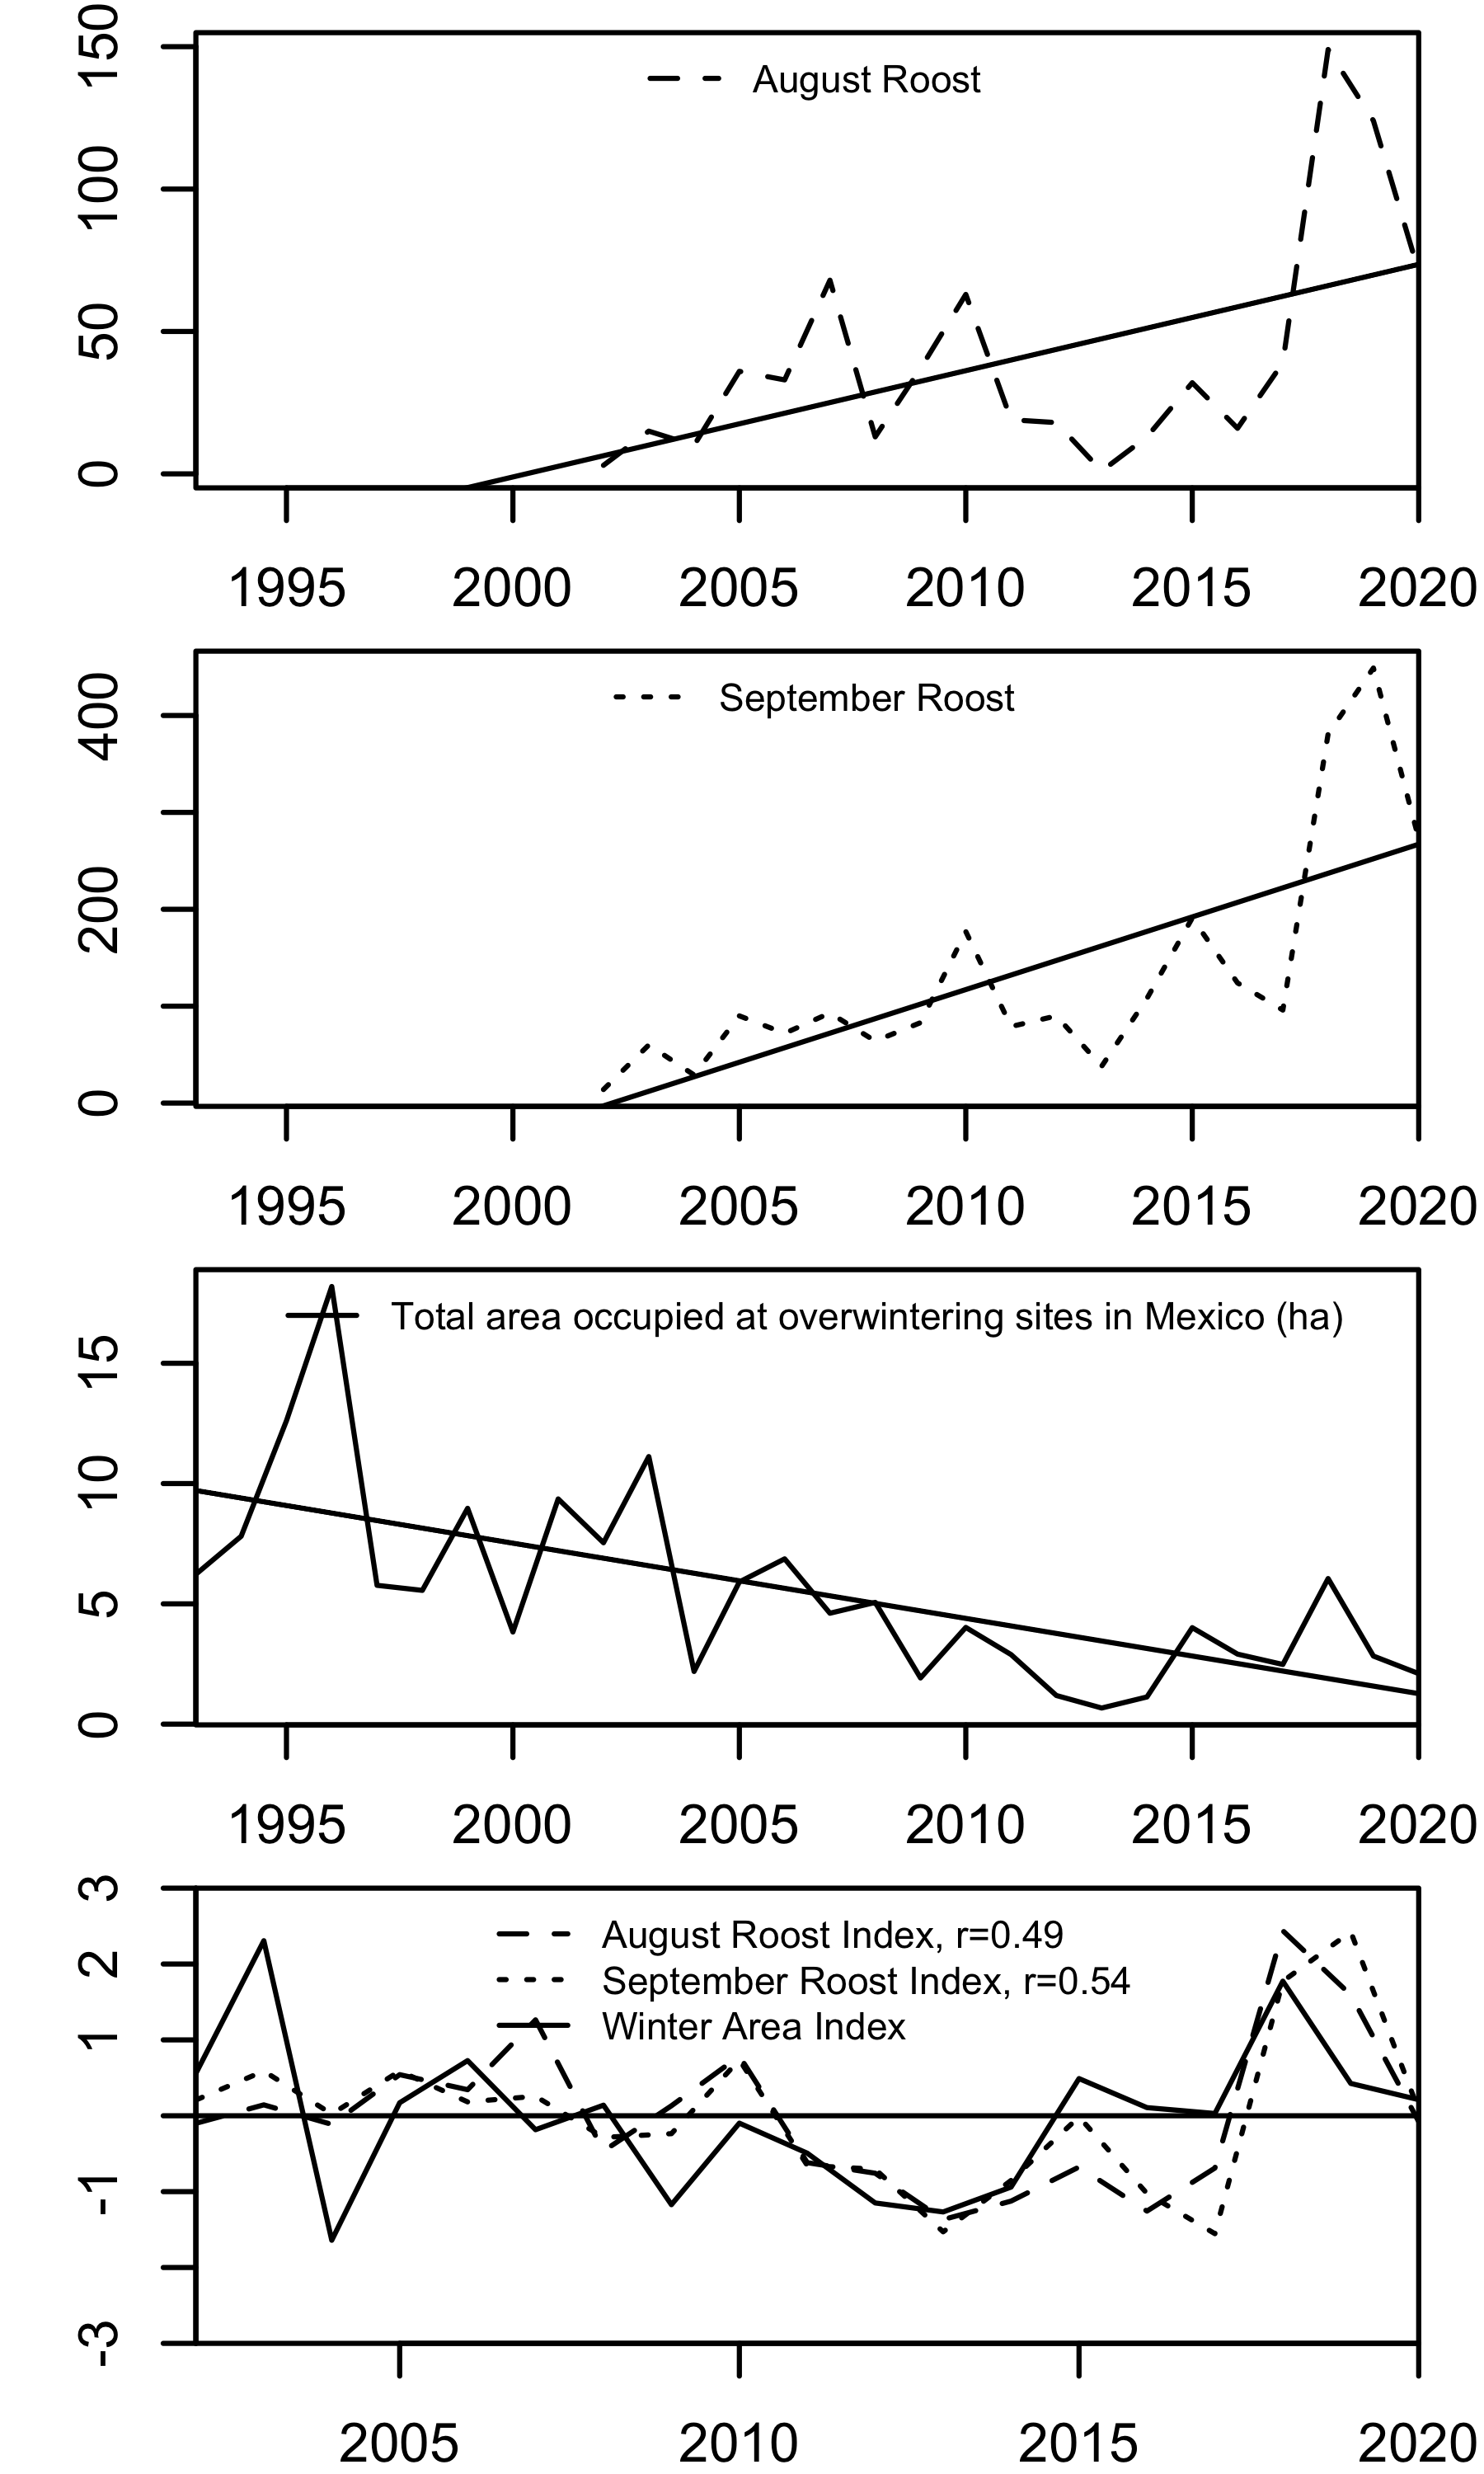 August Roost
150
100
50
0
1995 2000 2005 2010 2015 2020
September Roost
400
200
0
1995 2000 2005 2010 2015 2020
Total area occupied at overwintering sites in Mexico (ha)
15
10
5
0
1995 2000 2005 2010 2015 2020
August Roost Index, r=0.49
September Roost Index, r=0.54
Winter Area Index
3
2
1
-1
-3
2005 2010 2015 2020